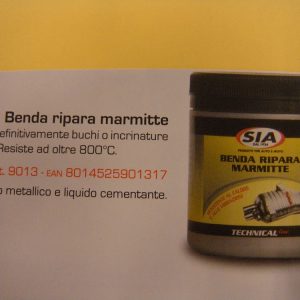 Benda ripara marmitte
efinitivamente buchi o incrinature
Resiste ad oltre 800°C.
t. 9013 - EAN 8014525901317
o metallico e liquido cementante.
SIA
BENDA RIPARA
MARMITTE
TECHNICAL